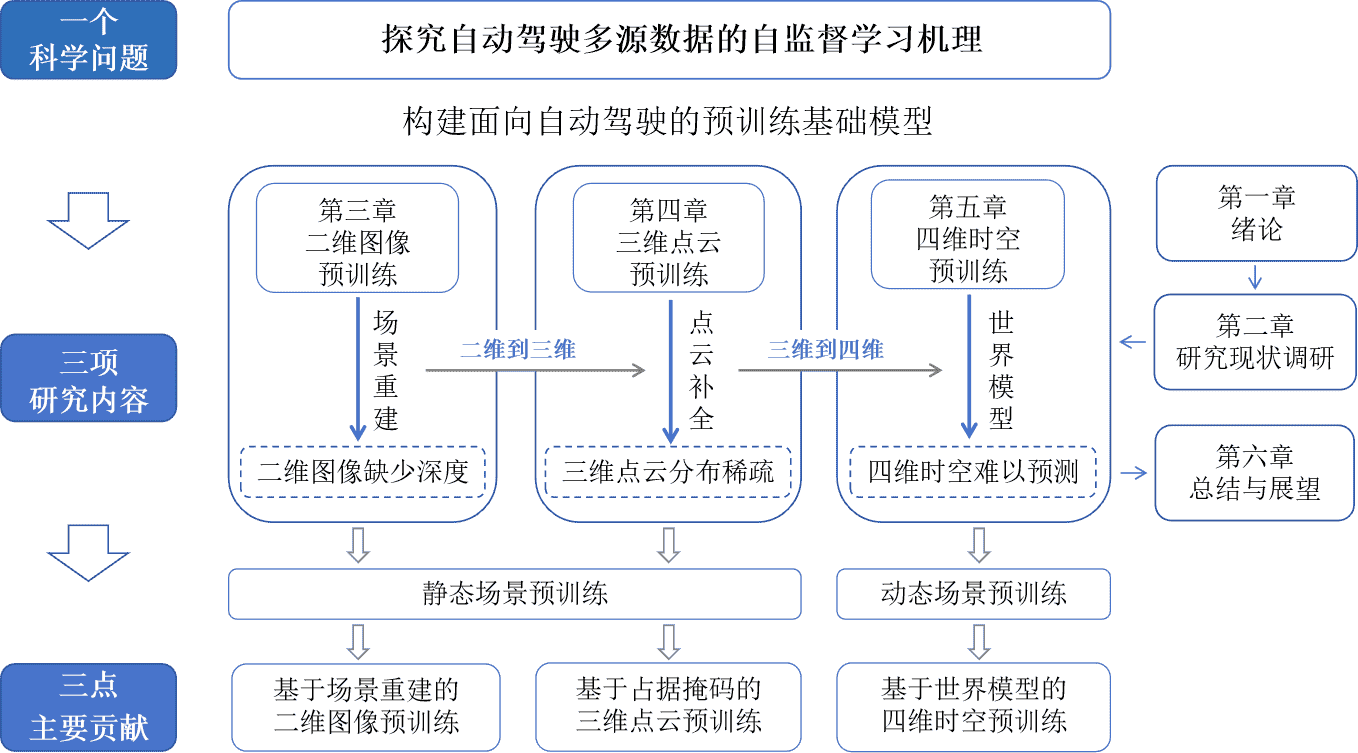 一个
科学问题
探究自动驾驶多源数据的自监督学习机理
构建面向自动驾驶的预训练基础模型
第三章
二维图像
预训练
第四章
三维点云
预训练
第五章
四维时空
预训练
第一章
绪论
场景重建
二维到三维
点云补全
三维到四维
世界模型
第二章
研究现状调研
三项
研究内容
二维图像缺少深度
三维点云分布稀疏
四维时空难以预测
第六章
总结与展望
静态场景预训练
动态场景预训练
三点
主要贡献
基于场景重建的
二维图像预训练
基于占据掩码的
三维点云预训练
基于世界模型的
四维时空预训练